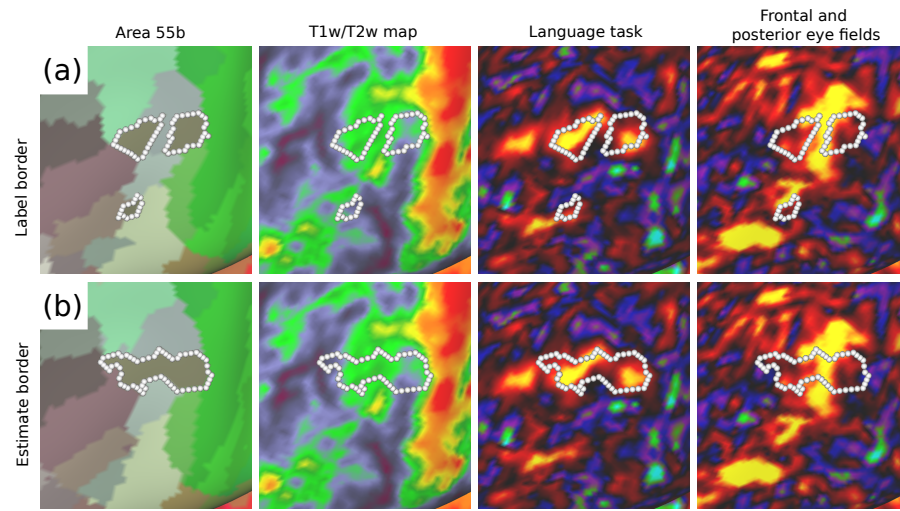 Area 55b
T1w/T2w map
Language task
Frontal and
posterior eye fields
(a)
Label border
(b)
Estimate border